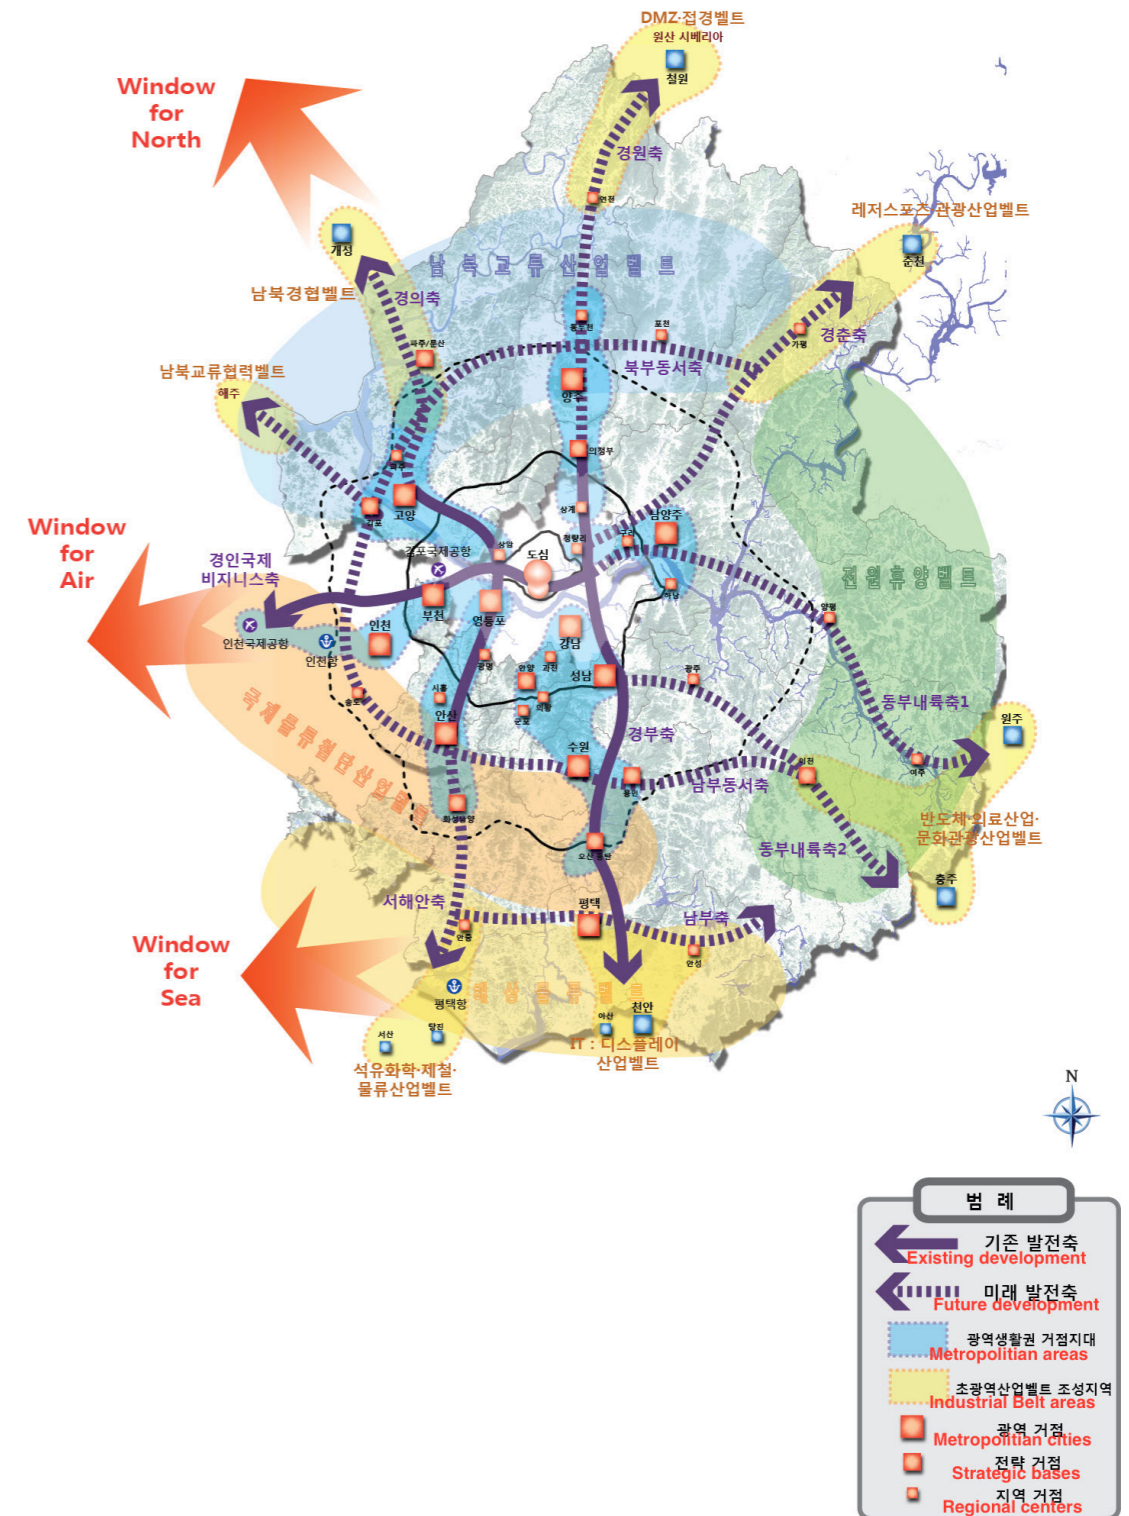 DMZ·접경벨트
원산 시베리아
철원
Window
for
North
경원축
연천
레저스포츠 관광산업벨트
개성
춘천
남북교류산업벨트
남북경협벨트
경의축
동두천
포천
가평
경춘축
파주/문산
북부동서축
남북교류협력벨트
해주
양주
의정부
파주
고양
김포
상계
남양주
Window
for
Air
경인국제
비지니스축
김포국제공항
상암
도심
청량리
구리
전원휴양벨트
하남
부천
영등포
양평
인천국제공항
인천항
인천
강남
광명
안양
과천
성남
광주
시흥
의왕
군포
송도
안산
동부내륙축1
원주
국제물류첨단산업벨트
경부축
수원
용인
남부동서축
이천
여주
화성남양
반도체·의료산업·
문화관광산업벨트
오산 동탄
동부내륙축2
충주
서해안축
평택
남부축
안중
안성
Window
for
Sea
평택항
해상물류벨트
천안
아산
당진
서산
IT : 디스플레이
산업벨트
석유화학·제철·
물류산업벨트
N
범 례
기존 발전축
Existing development
미래 발전축
Future development
광역생활권 거점지대
Metropolitian areas
초광역산업벨트 조성지역
Industrial Belt areas
광역 거점
Metropolitian cities
전략 거점
Strategic bases
지역 거점
Regional centers